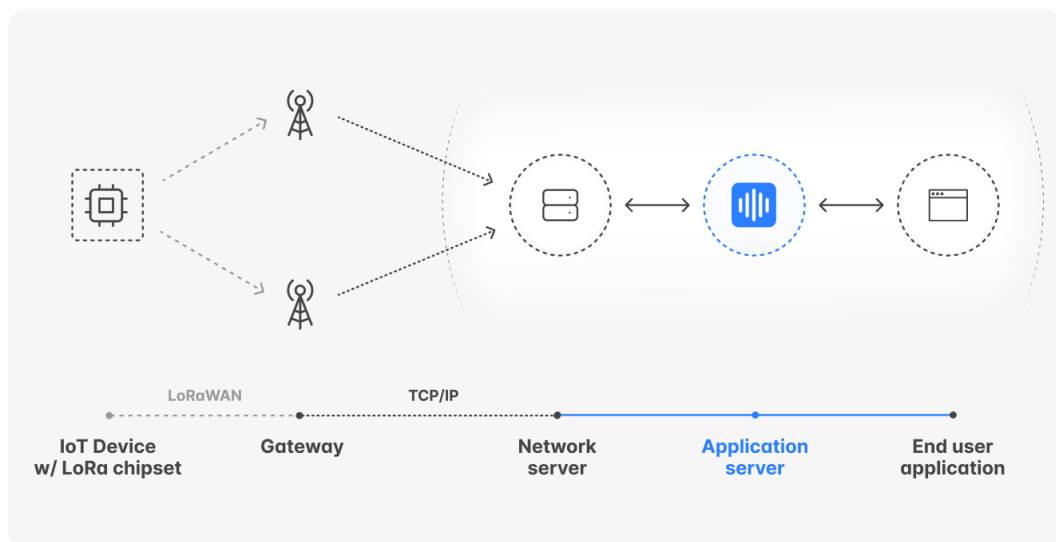 LoRaWAN
TCP/IP
IoT Device
w/ LoRa chipset
Gateway
Network
server
Application
server
End user
application